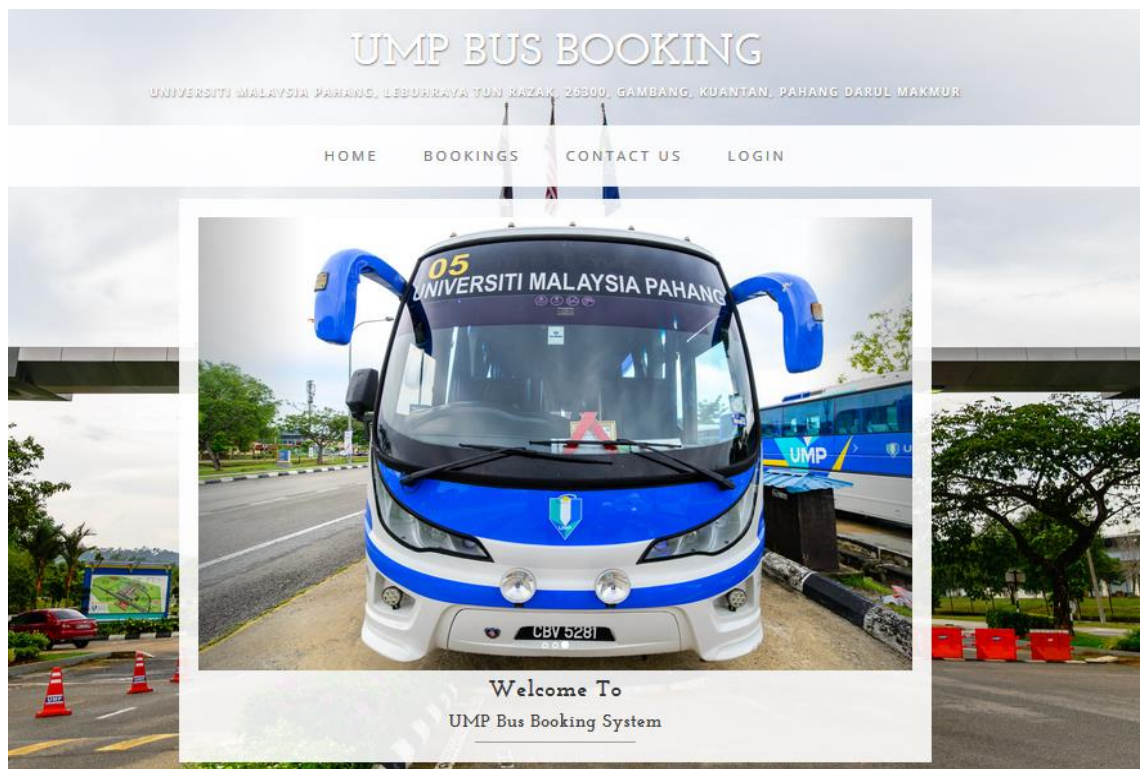 UMP BUS BOOKING
UNIVERSITI MALAYSIA PAHANG, LEBUHRAYA TUN RAZAK, 26300, GAMBANG, KUANTAN, PAHANG DARUL MAKMUR
HOME BOOKINGS CONTACT US LOGIN
05
UNIVERSITI MALAYSIA PAHANG
UMP
CBV 5281
UMP
Welcome To
UMP Bus Booking System